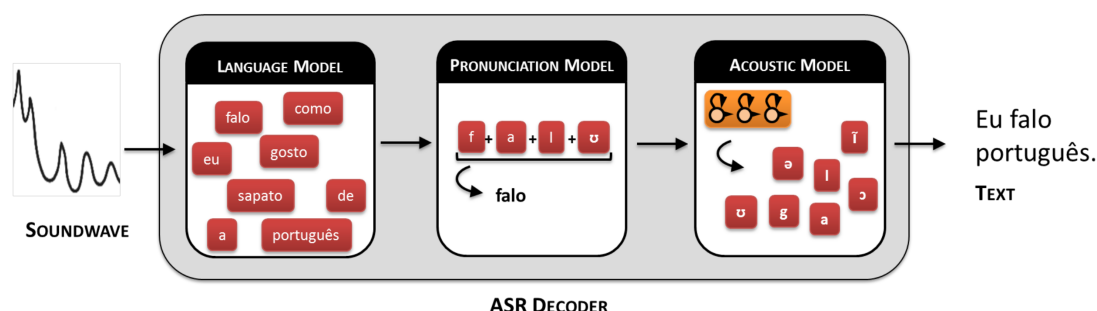 SOUNDWAVE
LANGUAGE MODEL
falo
como
eu
gosto
sapato
de
a
português
PRONUNCIATION MODEL
f + a + l + ʊ
falo
ACOUSTIC MODEL
ĩ
ə
l
ɔ
ʊ
g
a
Eu falo
português.
TEXT
ASR DECODER